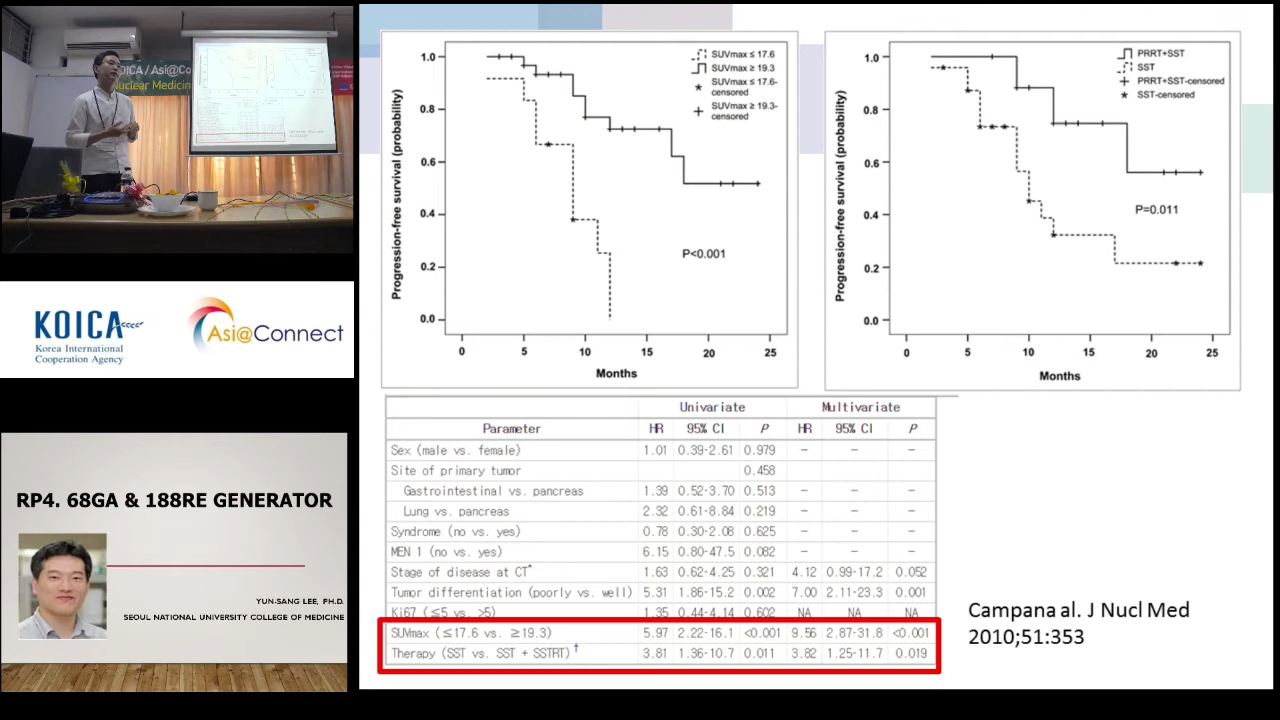 KOICA / Asi@Co
Nuclear Medicin
KOICA
Korea International
Cooperation Agency
Asi@Connect
RP4. 68GA & 188RE GENERATOR
YUN-SANG LEE, PH.D.
SEOUL NATIONAL UNIVERSITY COLLEGE OF MEDICINE
Progression-free survival (probability)
1.0
0.8
0.6
0.4
0.2
0.0
0 5 10 15 20 25
Months
SUVmax ≤ 17.6
SUVmax ≥ 19.3
SUVmax ≤ 17.6-
censored
SUVmax ≥ 19.3-
censored
P<0.001
Progression-free survival (probability)
1.0
0.8
0.6
0.4
0.2
0.0
0 5 10 15 20 25
Months
PRRT+SST
SST
PRRT+SST-censored
SST-censored
P=0.011
Univariate Multivariate
Parameter HR 95% CI P HR 95% CI P
Sex (male vs. female) 1.01 0.39-2.61 0.979 – – –
Site of primary tumor 0.458
Gastrointestinal vs. pancreas 1.39 0.52-3.70 0.513 – – –
Lung vs. pancreas 2.32 0.61-8.84 0.219 – – –
Syndrome (no vs. yes) 0.78 0.30-2.08 0.625 – – –
MEN 1 (no vs. yes) 6.15 0.80-47.5 0.082 – – –
Stage of disease at CT* 1.63 0.62-4.25 0.321 4.12 0.99-17.2 0.052
Tumor differentiation (poorly vs. well) 5.31 1.86-15.2 0.002 7.00 2.11-23.3 0.001
Ki67 (≤5 vs. >5) 1.35 0.44-4.14 0.602 NA NA NA
SUVmax (≤17.6 vs. ≥19.3) 5.97 2.22-16.1 <0.001 9.56 2.87-31.8 <0.001
Therapy (SST vs. SST + SSTRT)† 3.81 1.36-10.7 0.011 3.82 1.25-11.7 0.019
Campana al. J Nucl Med
2010;51:353